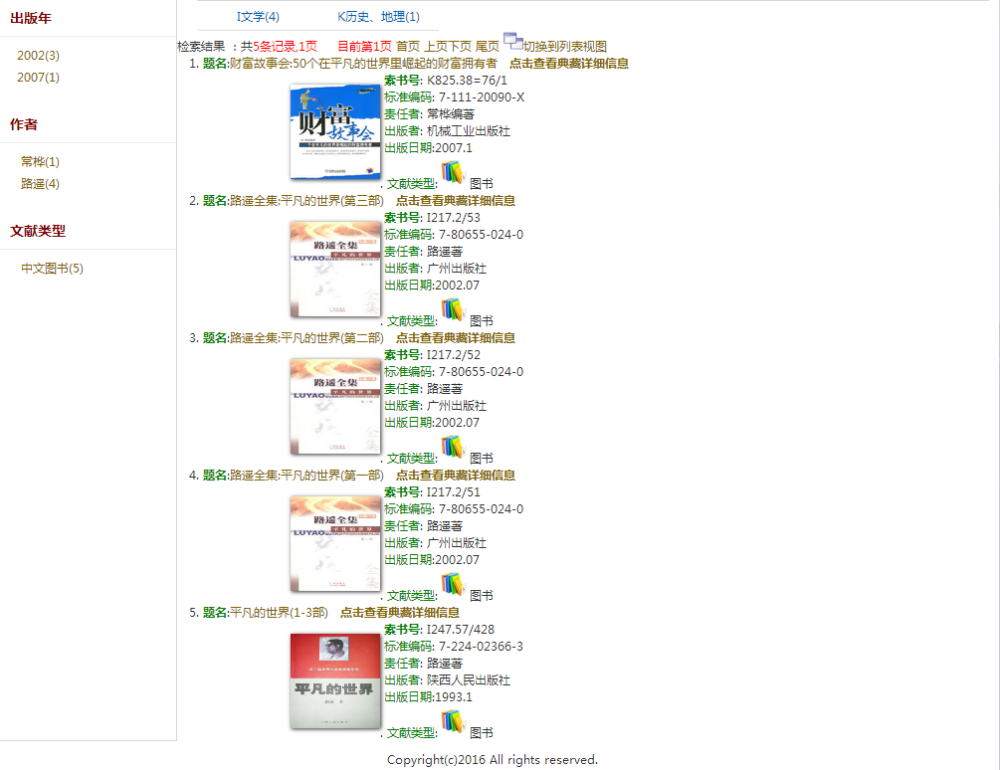 I文学(4) K历史、地理(1)
出版年
2002(3)
2007(1)
作者
常桦(1)
路遥(4)
文献类型
中文图书(5)
检索结果 ：共5条记录,1页 目前第1页 首页 上页下页 尾页 切换到列表视图
1. 题名:财富故事会:50个在平凡的世界里崛起的财富拥有者 点击查看典藏详细信息
财富
故事会
索书号: K825.38=76/1
标准编码: 7-111-20090-X
责任者: 常桦编著
出版者: 机械工业出版社
出版日期:2007.1
. 文献类型: 图书
2. 题名:路遥全集:平凡的世界(第三部) 点击查看典藏详细信息
路遥全集
平凡的世界
索书号: I217.2/53
标准编码: 7-80655-024-0
责任者: 路遥著
出版者: 广州出版社
出版日期:2002.07
. 文献类型: 图书
3. 题名:路遥全集:平凡的世界(第二部) 点击查看典藏详细信息
路遥全集
平凡的世界
索书号: I217.2/52
标准编码: 7-80655-024-0
责任者: 路遥著
出版者: 广州出版社
出版日期:2002.07
. 文献类型: 图书
4. 题名:路遥全集:平凡的世界(第一部) 点击查看典藏详细信息
路遥全集
平凡的世界
索书号: I217.2/51
标准编码: 7-80655-024-0
责任者: 路遥著
出版者: 广州出版社
出版日期:2002.07
. 文献类型: 图书
5. 题名:平凡的世界(1-3部) 点击查看典藏详细信息
平凡的世界
索书号: I247.57/428
标准编码: 7-224-02366-3
责任者: 路遥著
出版者: 陕西人民出版社
出版日期:1993.1
. 文献类型: 图书
Copyright(c)2016 All rights reserved.